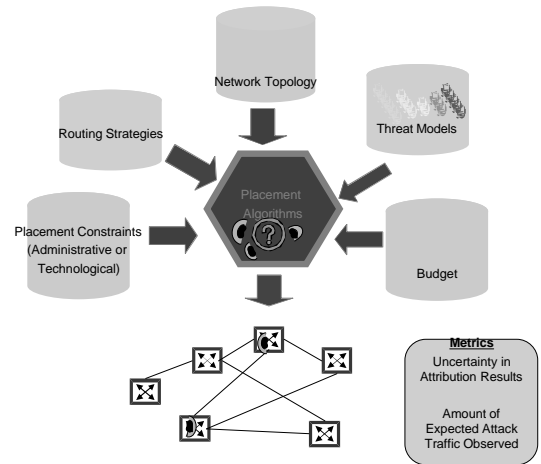 Network Topology
Threat Models
Routing Strategies
Placement
Algorithms
?
Placement Constraints
(Administrative or
Technological)
Budget
Metrics
Uncertainty in
Attribution Results
Amount of
Expected Attack
Traffic Observed